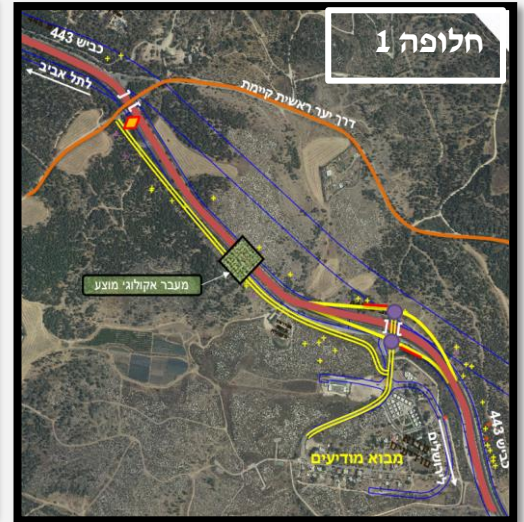 חלופה 1
כביש 443
לתל אביב
דרך יער ראשית קיימת
מעבר אקולוגי מוצע
מבוא מודיעים
לירושלים
כביש 443